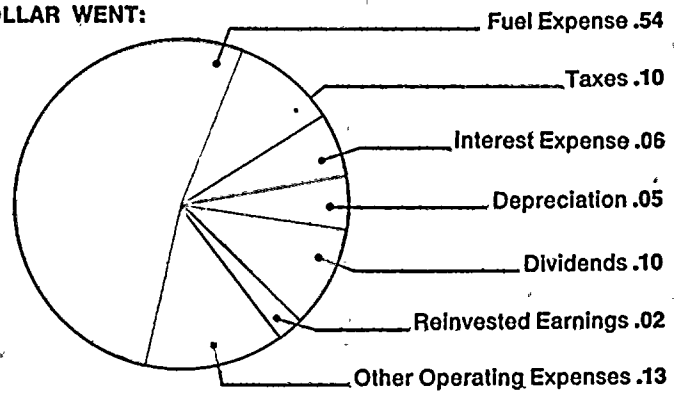 OLLAR WENT:
Fuel Expense .54
Taxes .10
Interest Expense .06
Depreciation .05
Dividends .10
Reinvested Earnings .02
Other Operating Expenses .13